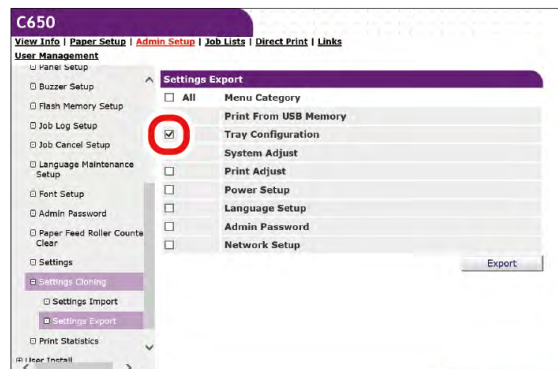 C650
View Info | Paper Setup | Admin Setup | Job Lists | Direct Print | Links
User Management
Panel Setup
Buzzer Setup
Flash Memory Setup
Job Log Setup
Job Cancel Setup
Language Maintenance
Setup
Font Setup
Admin Password
Paper Feed Roller Counte
Clear
Settings
Settings Cloning
Settings Import
Settings Export
Print Statistics
User Install
Settings Export
All Menu Category
Print From USB Memory
Tray Configuration
System Adjust
Print Adjust
Power Setup
Language Setup
Admin Password
Network Setup
Export